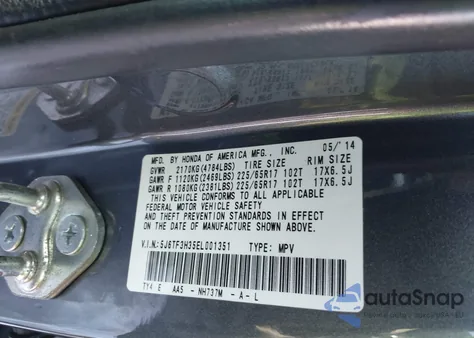 MFD. BY HONDA OF AMERICA MFG., INC. 05/'14
GVWR 2170KG(4784LBS) TIRE SIZE RIM SIZE
GAWR F 1120KG(2469LBS) 225/65R17 102T 17X6.5J
GAWR R 1080KG(2381LBS) 225/65R17 102T 17X6.5J
THIS VEHICLE CONFORMS TO ALL APPLICABLE
FEDERAL MOTOR VEHICLE SAFETY
AND THEFT PREVENTION STANDARDS IN EFFECT
ON THE DATE OF MANUFACTURE SHOWN ABOVE.
V.I.N: 5J8TF3H35EL001351 TYPE: MPV
TY4 E AA5 - NH737M - A - L
autoSnap